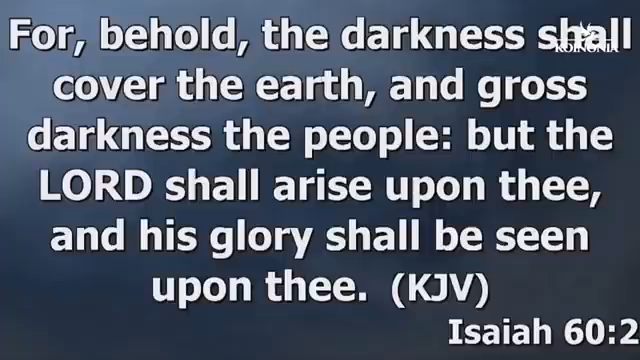 For, behold, the darkness shall
KOINONIA
cover the earth, and gross
darkness the people: but the
LORD shall arise upon thee,
and his glory shall be seen
upon thee. (KJV)
Isaiah 60:2